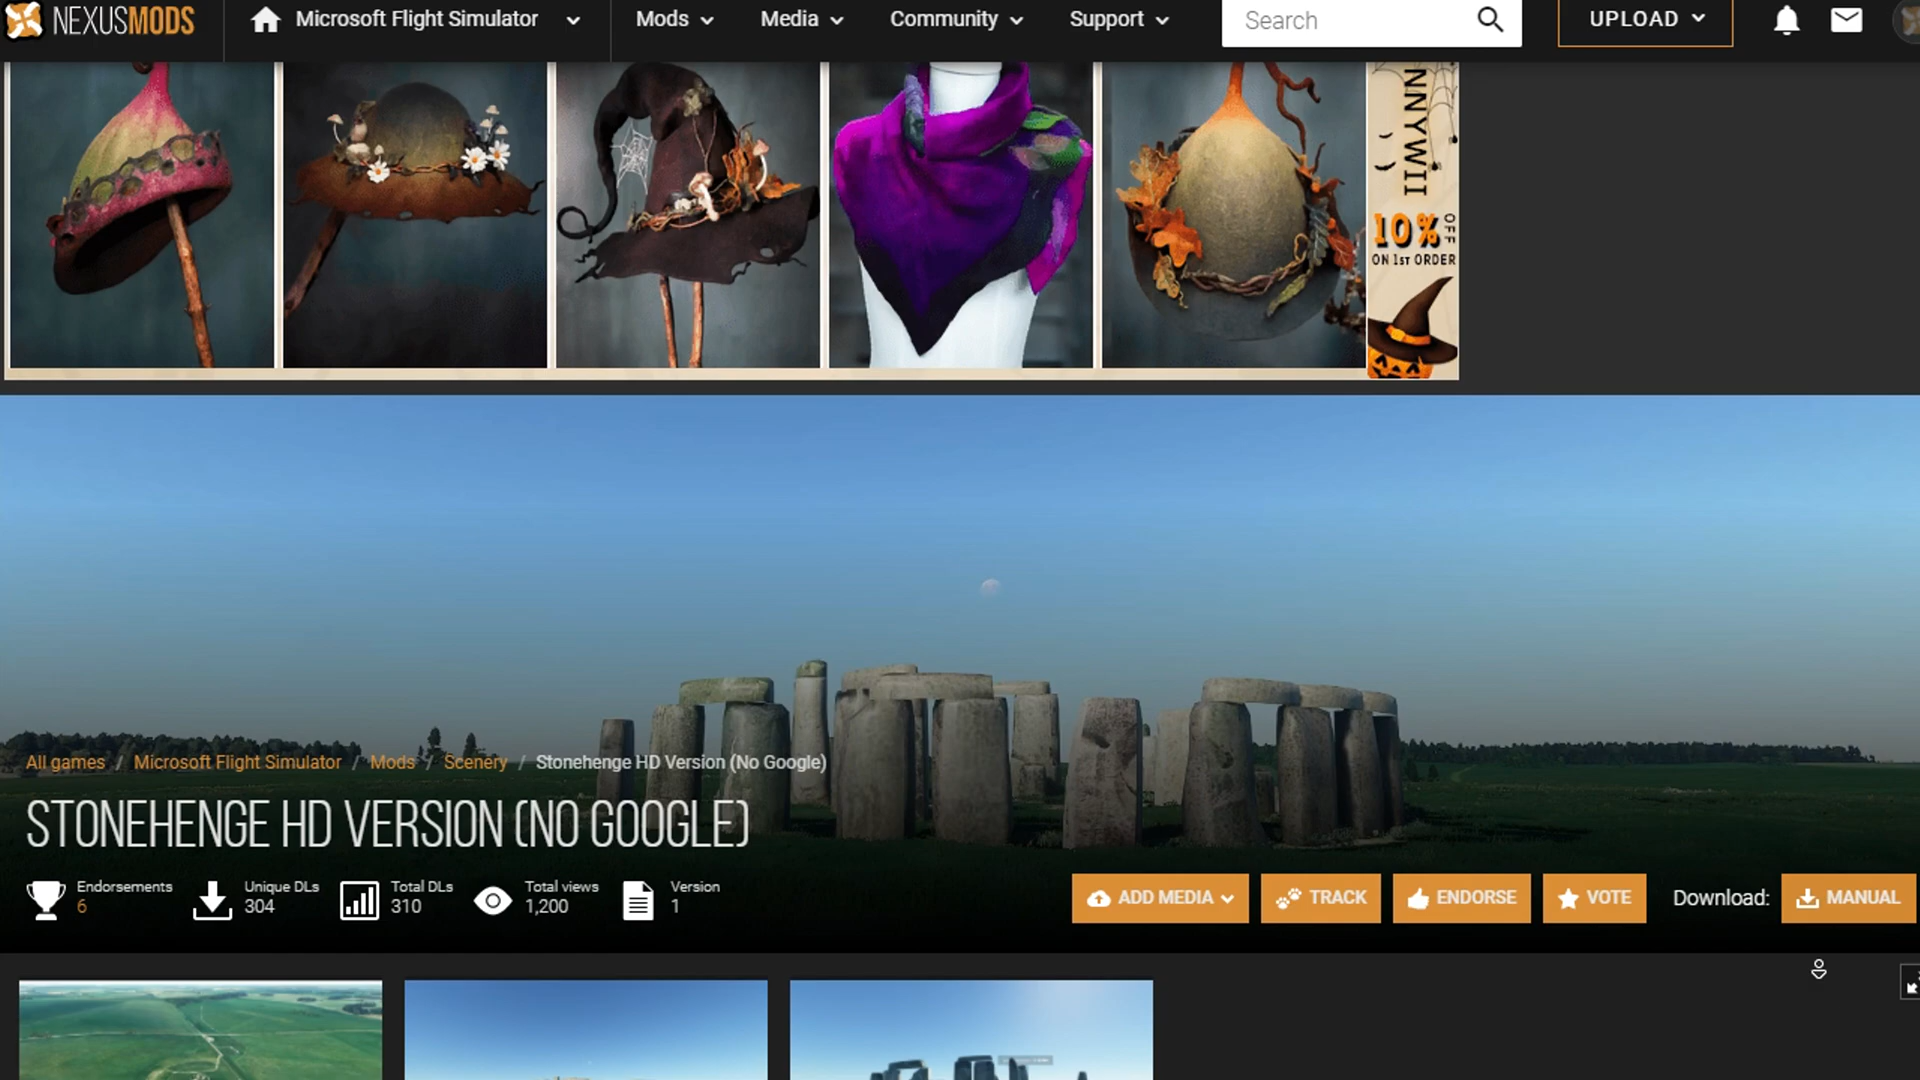 NEXUSMODS
Microsoft Flight Simulator
Mods
Media
Community
Support
Search
UPLOAD
NNYWII
10% OFF
ON 1st ORDER
All games / Microsoft Flight Simulator / Mods / Scenery / Stonehenge HD Version (No Google)
STONEHENGE HD VERSION (NO GOOGLE)
Endorsements
6
Unique DLs
304
Total DLs
310
Total views
1,200
Version
1
ADD MEDIA
TRACK
ENDORSE
VOTE
Download:
MANUAL